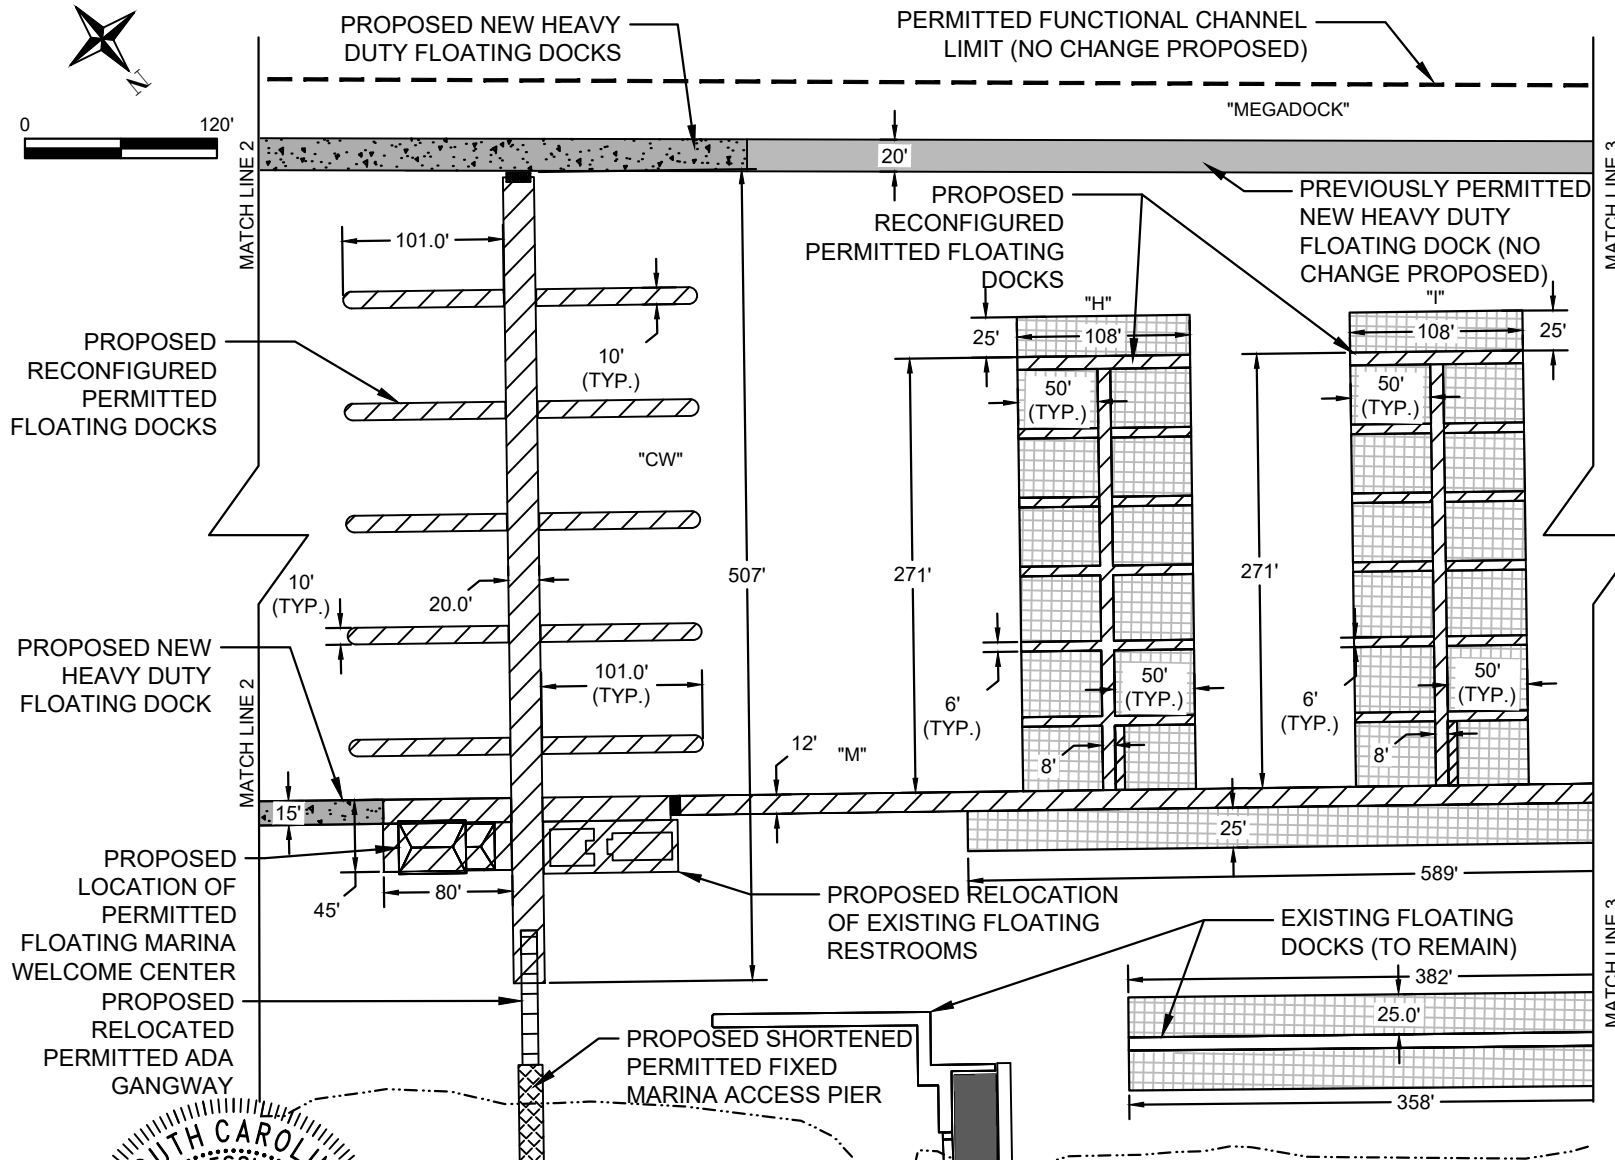 PROPOSED NEW HEAVY
DUTY FLOATING DOCKS
PERMITTED FUNCTIONAL CHANNEL
LIMIT (NO CHANGE PROPOSED)
N
0
120'
"MEGADOCK"
MATCH LINE 2
20'
MATCH LINE 3
PROPOSED
RECONFIGURED
PERMITTED FLOATING
DOCKS
PREVIOUSLY PERMITTED
NEW HEAVY DUTY
FLOATING DOCK (NO
CHANGE PROPOSED)
101.0'
"H"
"I"
25'
108'
108'
25'
PROPOSED
RECONFIGURED
PERMITTED
FLOATING DOCKS
10'
(TYP.)
50'
(TYP.)
50'
(TYP.)
"CW"
507'
271'
271'
10'
(TYP.)
20.0'
PROPOSED NEW
HEAVY DUTY
FLOATING DOCK
MATCH LINE 2
101.0'
(TYP.)
6'
(TYP.)
50'
(TYP.)
6'
(TYP.)
50'
(TYP.)
12'
"M"
8'
8'
15'
25'
PROPOSED
LOCATION OF
PERMITTED
FLOATING MARINA
WELCOME CENTER
45'
80'
589'
PROPOSED RELOCATION
OF EXISTING FLOATING
RESTROOMS
EXISTING FLOATING
DOCKS (TO REMAIN)
MATCH LINE 3
382'
25.0'
358'
PROPOSED
RELOCATED
PERMITTED ADA
GANGWAY
PROPOSED SHORTENED
PERMITTED FIXED
MARINA ACCESS PIER